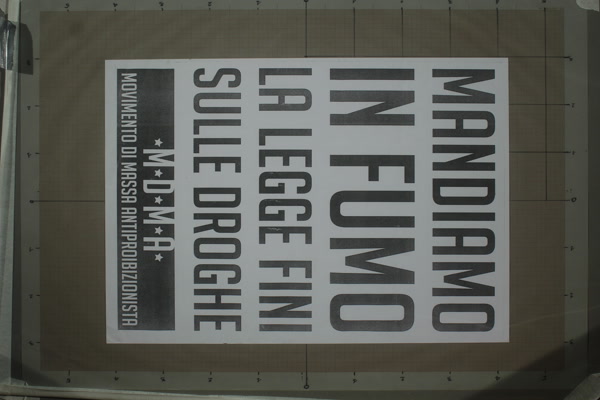 MANDIAMO
IN FUMO
LA LEGGE FINI
SULLE DROGHE
★M★D★M★A★
MOVIMENTO DI MASSA ANTIPROIBIZIONISTA